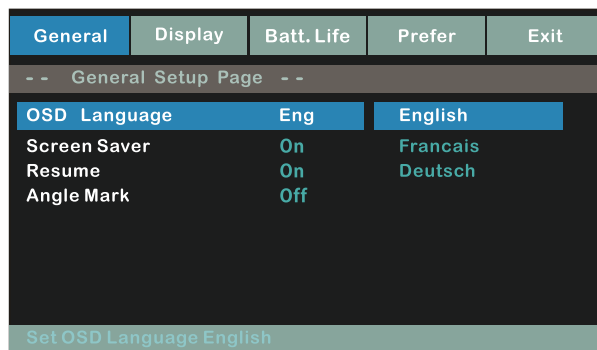 General Display Batt. Life Prefer Exit
-- General Setup Page --
OSD Language Eng English
Screen Saver On Francais
Resume On Deutsch
Angle Mark Off
Set OSD Language English